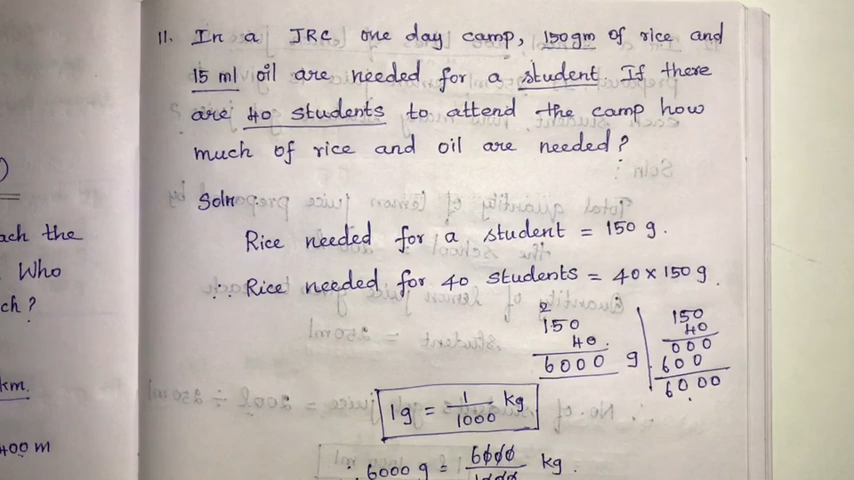 )
ach the
. Who
ch?
km.
400 m
11. In a JRC one day camp, 150gm of rice and
15 ml oil are needed for a student. If there
are 40 students to attend the camp how
much of rice and oil are needed?
Soln
Rice needed for a student = 150 g.
∴ Rice needed for 40 students = 40 x 150 g.
2
150
40
6000 g
150
40
000
600
6000
1g = 1/1000 kg
∴ 6000 g = 6000/1000 kg.